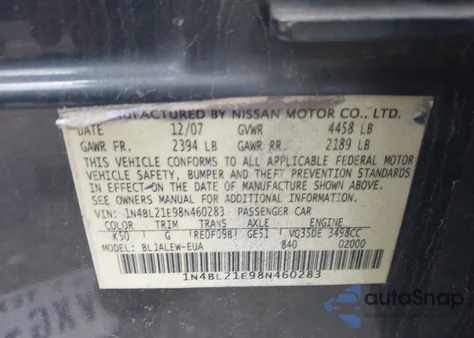 MANUFACTURED BY NISSAN MOTOR CO., LTD.
DATE 12/07 GVWR 4458 LB
GAWR FR. 2394 LB GAWR RR. 2189 LB
THIS VEHICLE CONFORMS TO ALL APPLICABLE FEDERAL MOTOR
VEHICLE SAFETY, BUMPER AND THEFT PREVENTION STANDARDS
IN EFFECT ON THE DATE OF MANUFACTURE SHOWN ABOVE.
SEE OWNERS MANUAL FOR ADDITIONAL INFORMATION.
VIN: 1N4BL21E98N460283 PASSENGER CAR
COLOR TRIM TRANS AXLE ENGINE
K50 G RE0F09B GE51 VQ35DE 3498CC
MODEL: BLJALEW-EUA 840 02000
1N4BL21E98N460283
autoSnap